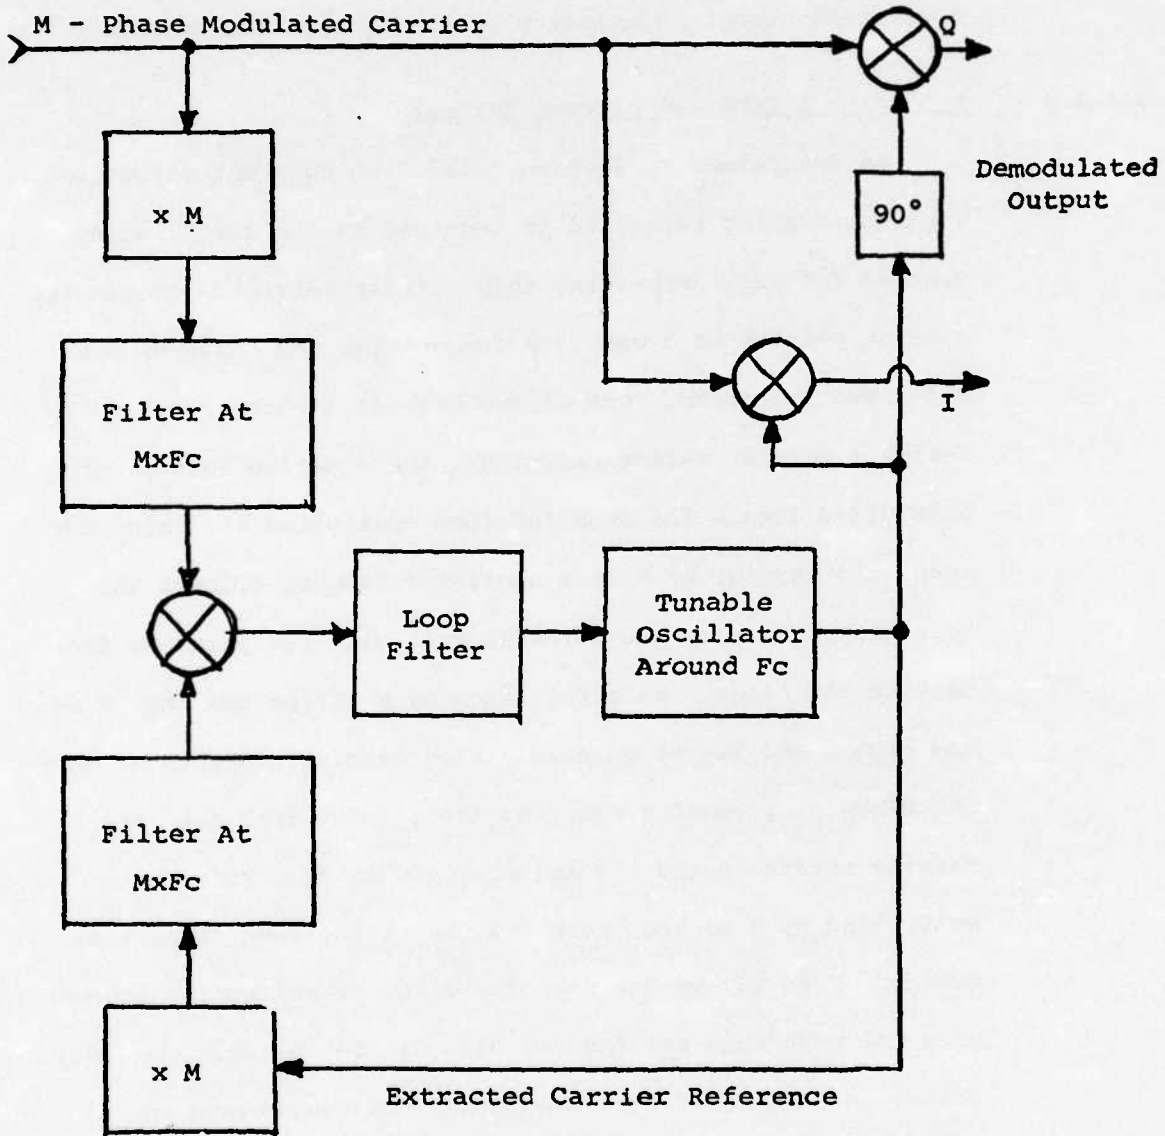 M - Phase Modulated Carrier
Q
x M
90°
Demodulated
Output
Filter At
MxFc
I
Loop
Filter
Tunable
Oscillator
Around Fc
Filter At
MxFc
x M
Extracted Carrier Reference